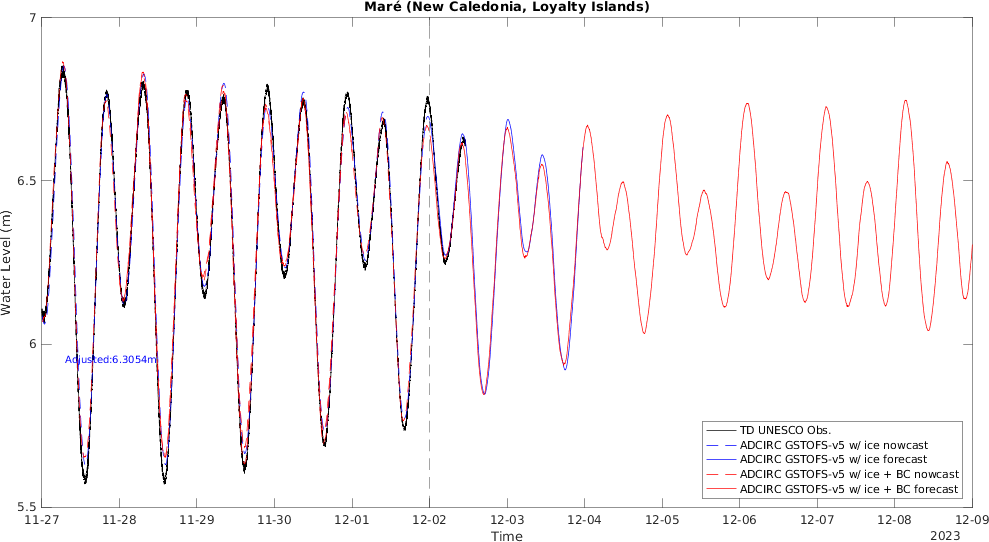 Maré (New Caledonia, Loyalty Islands)
7
6.5
6
5.5
Water Level (m)
Adjusted:6.3054m
TD UNESCO Obs.
ADCIRC GSTOFS-v5 w/ ice nowcast
ADCIRC GSTOFS-v5 w/ ice forecast
ADCIRC GSTOFS-v5 w/ ice + BC nowcast
ADCIRC GSTOFS-v5 w/ ice + BC forecast
11-27 11-28 11-29 11-30 12-01 12-02 12-03 12-04 12-05 12-06 12-07 12-08 12-09
Time
2023